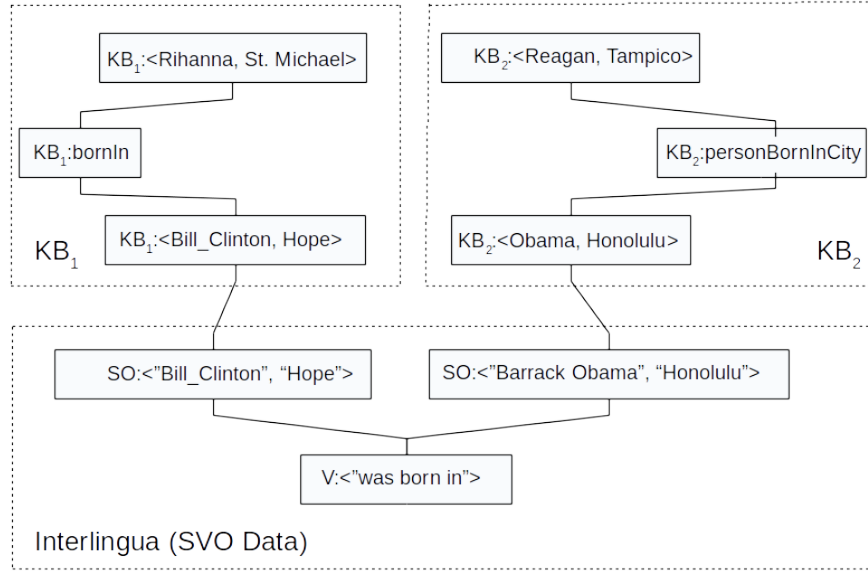 KB₁:<Rihanna, St. Michael>
KB₂:<Reagan, Tampico>
KB₁:bornIn
KB₂:personBornInCity
KB₁:<Bill_Clinton, Hope>
KB₂:<Obama, Honolulu>
KB₁
KB₂
SO:<”Bill_Clinton”, “Hope”>
SO:<”Barrack Obama”, “Honolulu”>
V:<”was born in”>
Interlingua (SVO Data)